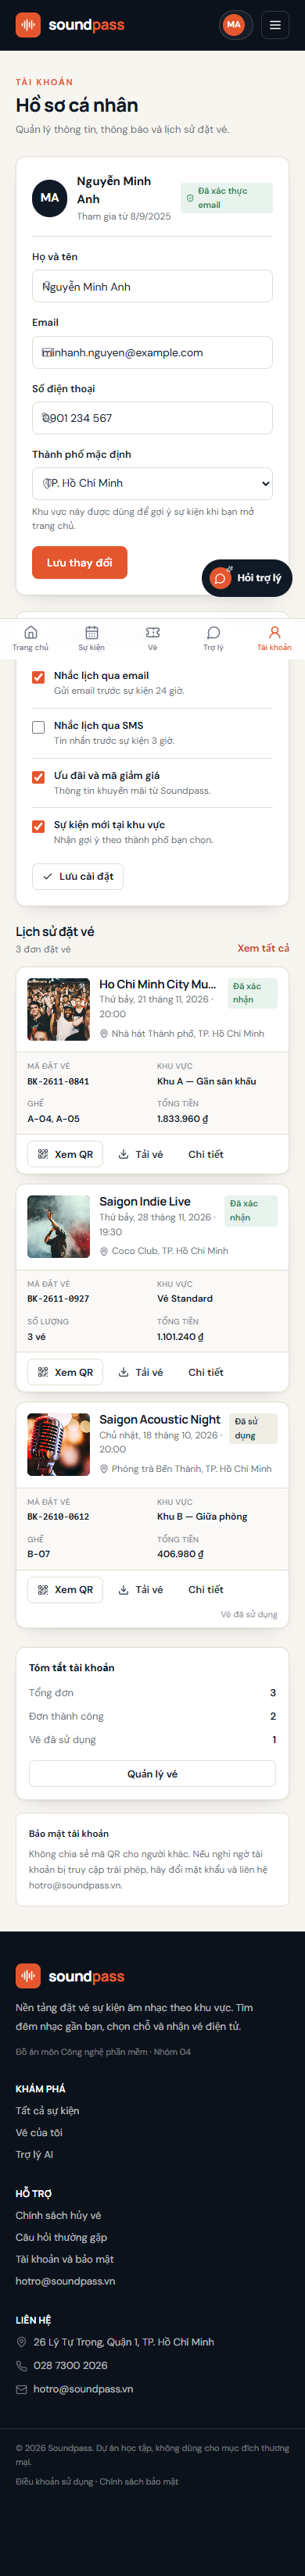 soundpass
MA
TÀI KHOẢN
Hồ sơ cá nhân
Quản lý thông tin, thông báo và lịch sử đặt vé.
MA
Nguyễn Minh
Anh
Tham gia từ 8/9/2025
Đã xác thực
email
Họ và tên
Nguyễn Minh Anh
Email
minhanh.nguyen@example.com
Số điện thoại
0901 234 567
Thành phố mặc định
TP. Hồ Chí Minh
Khu vực này được dùng để gợi ý sự kiện khi bạn mở
trang chủ.
Lưu thay đổi
Hỏi trợ lý
Trang chủ
Sự kiện
Vé
Trợ lý
Tài khoản
Nhắc lịch qua email
Gửi email trước sự kiện 24 giờ.
Nhắc lịch qua SMS
Tin nhắn trước sự kiện 3 giờ.
Ưu đãi và mã giảm giá
Thông tin khuyến mãi từ Soundpass.
Sự kiện mới tại khu vực
Nhận gợi ý theo thành phố bạn chọn.
Lưu cài đặt
Lịch sử đặt vé
3 đơn đặt vé
Xem tất cả
Ho Chi Minh City Mu...
Thứ bảy, 21 tháng 11, 2026 ·
20:00
Đã xác
nhận
Nhà hát Thành phố, TP. Hồ Chí Minh
MÃ ĐẶT VÉ
BK-2611-0841
KHU VỰC
Khu A — Gần sân khấu
GHẾ
A-04, A-05
TỔNG TIỀN
1.833.960 ₫
Xem QR
Tải vé
Chi tiết
Saigon Indie Live
Thứ bảy, 28 tháng 11, 2026 ·
19:30
Đã xác
nhận
Coco Club, TP. Hồ Chí Minh
MÃ ĐẶT VÉ
BK-2611-0927
KHU VỰC
Vé Standard
SỐ LƯỢNG
3 vé
TỔNG TIỀN
1.101.240 ₫
Xem QR
Tải vé
Chi tiết
Saigon Acoustic Night
Chủ nhật, 18 tháng 10, 2026 ·
20:00
Đã sử
dụng
Phòng trà Bến Thành, TP. Hồ Chí Minh
MÃ ĐẶT VÉ
BK-2610-0612
KHU VỰC
Khu B — Giữa phòng
GHẾ
B-07
TỔNG TIỀN
406.980 ₫
Xem QR
Tải vé
Chi tiết
Vé đã sử dụng
Tóm tắt tài khoản
Tổng đơn 3
Đơn thành công 2
Vé đã sử dụng 1
Quản lý vé
Bảo mật tài khoản
Không chia sẻ mã QR cho người khác. Nếu nghi ngờ tài
khoản bị truy cập trái phép, hãy đổi mật khẩu và liên hệ
hotro@soundpass.vn.
soundpass
Nền tảng đặt vé sự kiện âm nhạc theo khu vực. Tìm
đêm nhạc gần bạn, chọn chỗ và nhận vé điện tử.
Đồ án môn Công nghệ phần mềm · Nhóm 04
KHÁM PHÁ
Tất cả sự kiện
Vé của tôi
Trợ lý AI
HỖ TRỢ
Chính sách hủy vé
Câu hỏi thường gặp
Tài khoản và bảo mật
hotro@soundpass.vn
LIÊN HỆ
26 Lý Tự Trọng, Quận 1, TP. Hồ Chí Minh
028 7300 2026
hotro@soundpass.vn
© 2026 Soundpass. Dự án học tập, không dùng cho mục đích thương
mại.
Điều khoản sử dụng · Chính sách bảo mật